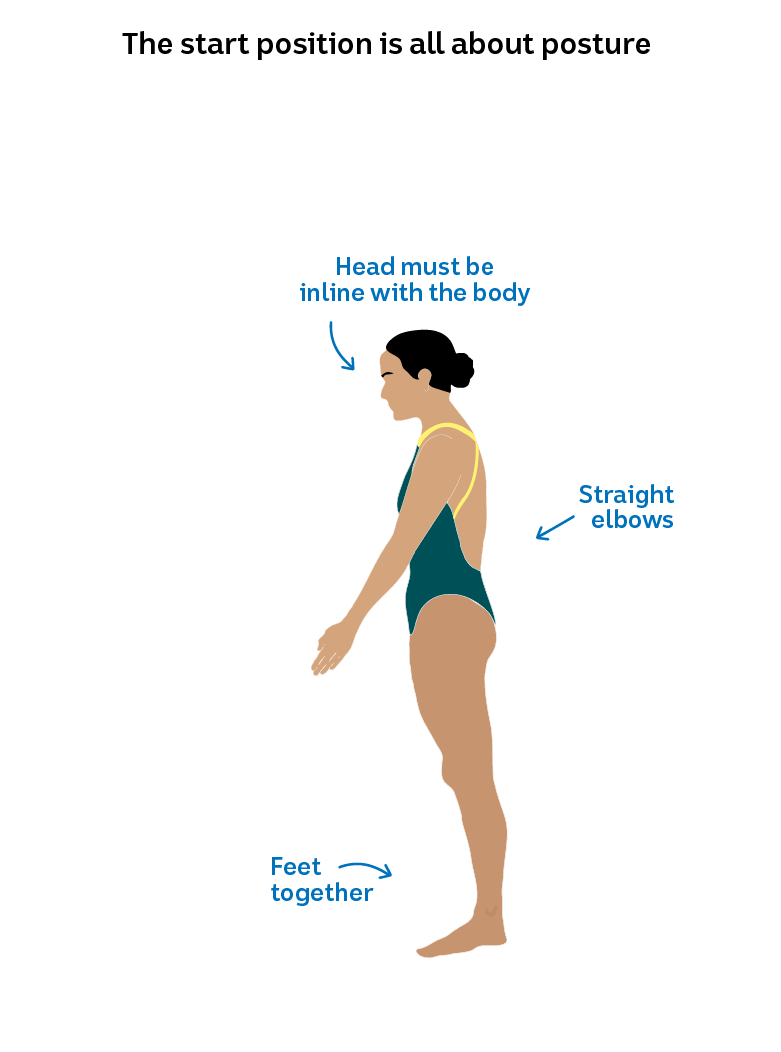 The start position is all about posture
Head must be
inline with the body
Straight
elbows
Feet
together